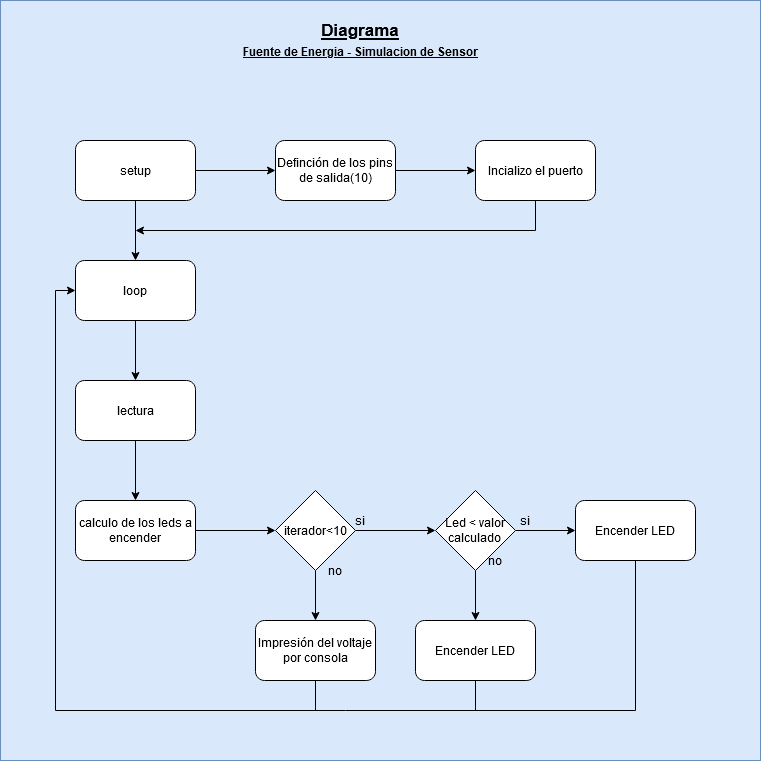 Diagrama
Fuente de Energia - Simulacion de Sensor
setup
Definción de los pins
de salida(10)
Incializo el puerto
loop
lectura
calculo de los leds a
encender
iterador<10
si
no
Led < valor
calculado
si
no
Encender LED
Impresión del voltaje
por consola
Encender LED